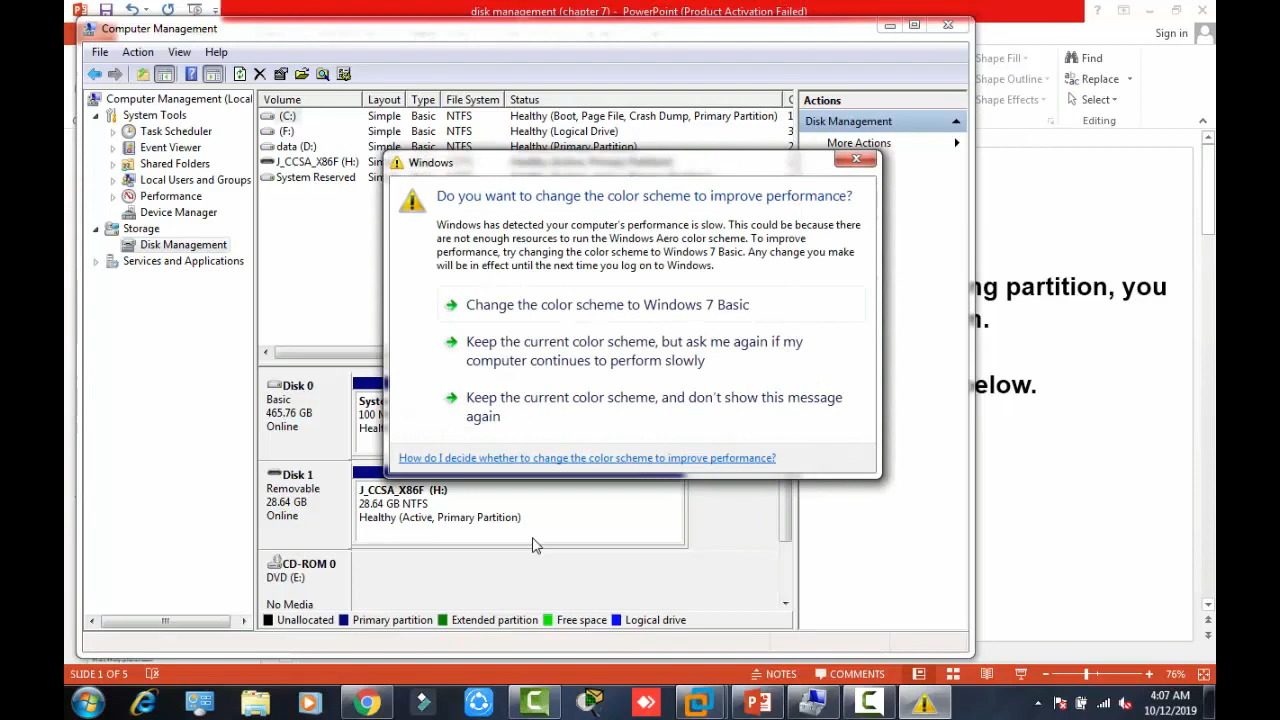 disk management (chapter 7) - PowerPoint (Product Activation Failed)
Sign in
Computer Management
File Action View Help
Shape Fill
Shape Outline
Shape Effects
Find
Replace
Select
Editing
Computer Management (Local
System Tools
Task Scheduler
Event Viewer
Shared Folders
Local Users and Groups
Performance
Device Manager
Storage
Disk Management
Services and Applications
Volume Layout Type File System Status C
(C:) Simple Basic NTFS Healthy (Boot, Page File, Crash Dump, Primary Partition) 1
(F:) Simple Basic NTFS Healthy (Logical Drive) 3
data (D:) Simple Basic NTFS Healthy (Primary Partition)
J_CCSA_X86F (H:) Simple
System Reserved Simple
Actions
Disk Management
More Actions
Windows
Do you want to change the color scheme to improve performance?
Windows has detected your computer's performance is slow. This could be because there
are not enough resources to run the Windows Aero color scheme. To improve
performance, try changing the color scheme to Windows 7 Basic. Any change you make
will be in effect until the next time you log on to Windows.
Change the color scheme to Windows 7 Basic
Keep the current color scheme, but ask me again if my
computer continues to perform slowly
Keep the current color scheme, and don't show this message
again
How do I decide whether to change the color scheme to improve performance?
ng partition, you
n.
elow.
Disk 0
Basic
465.76 GB
Online
Syste
100 M
Healt
Disk 1
Removable
28.64 GB
Online
J_CCSA_X86F (H:)
28.64 GB NTFS
Healthy (Active, Primary Partition)
CD-ROM 0
DVD (E:)
No Media
Unallocated Primary partition Extended partition Free space Logical drive
SLIDE 1 OF 5
NOTES COMMENTS 76%
4:07 AM
10/12/2019